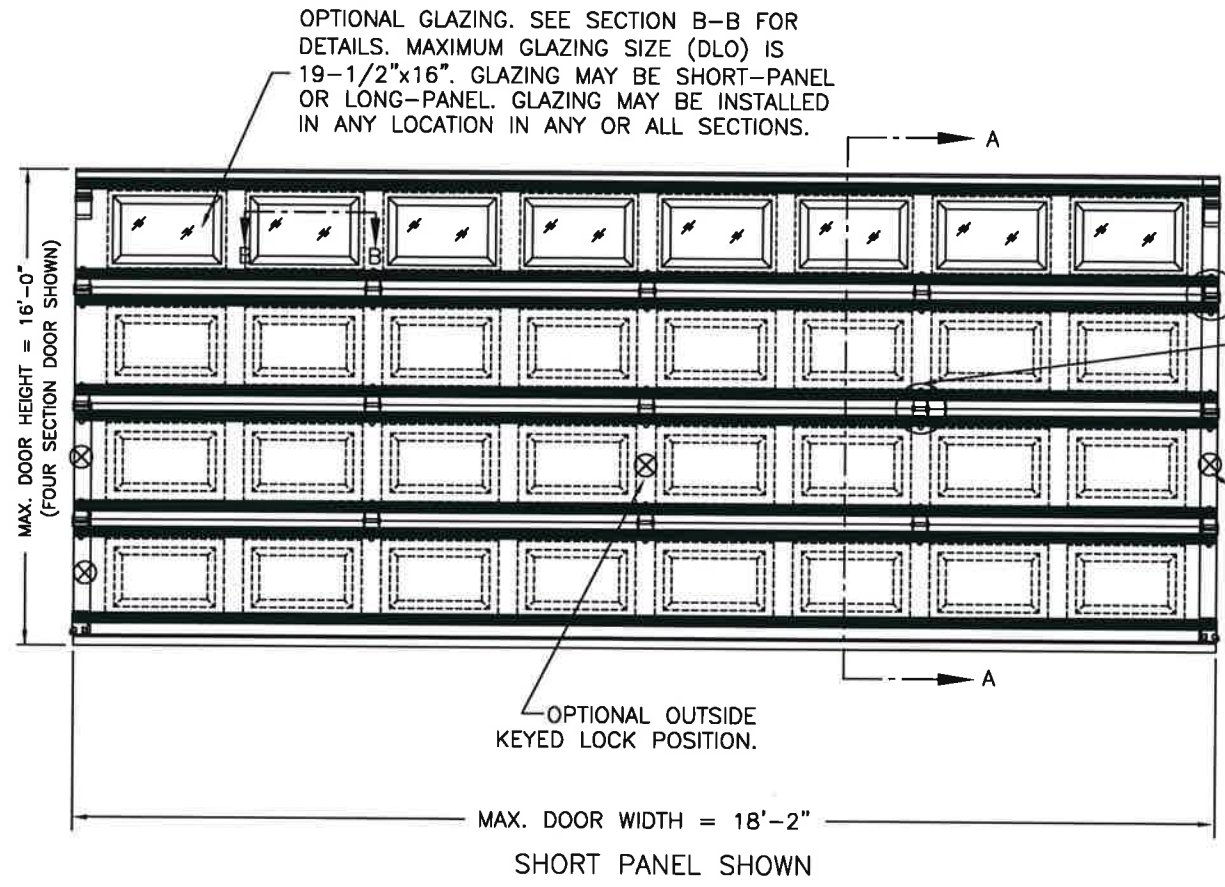 OPTIONAL GLAZING. SEE SECTION B-B FOR
DETAILS. MAXIMUM GLAZING SIZE (DLO) IS
19-1/2"x16". GLAZING MAY BE SHORT-PANEL
OR LONG-PANEL. GLAZING MAY BE INSTALLED
IN ANY LOCATION IN ANY OR ALL SECTIONS.
A
B
B
MAX. DOOR HEIGHT = 16'-0"
(FOUR SECTION DOOR SHOWN)
A
OPTIONAL OUTSIDE
KEYED LOCK POSITION.
MAX. DOOR WIDTH = 18'-2"
SHORT PANEL SHOWN